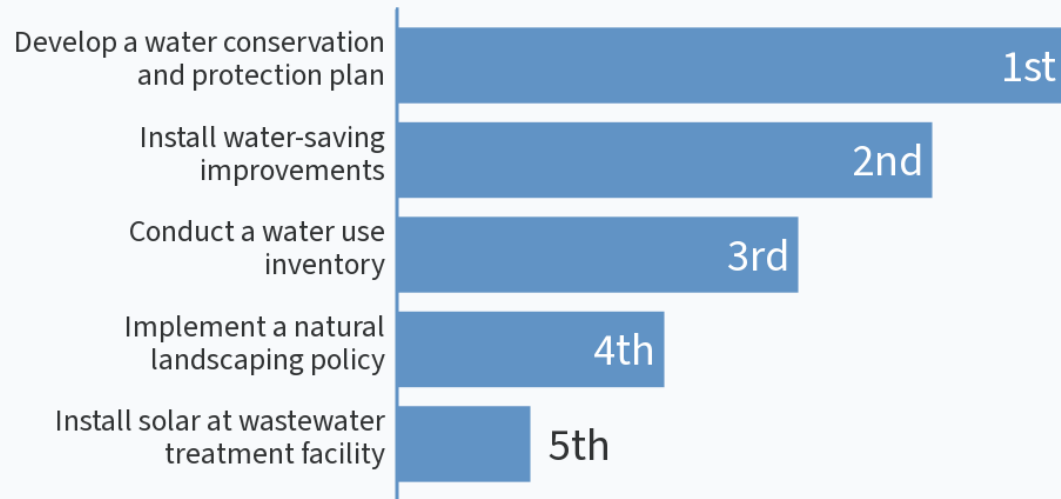 Develop a water conservation
and protection plan
1st
Install water-saving
improvements
2nd
Conduct a water use
inventory
3rd
Implement a natural
landscaping policy
4th
Install solar at wastewater
treatment facility
5th